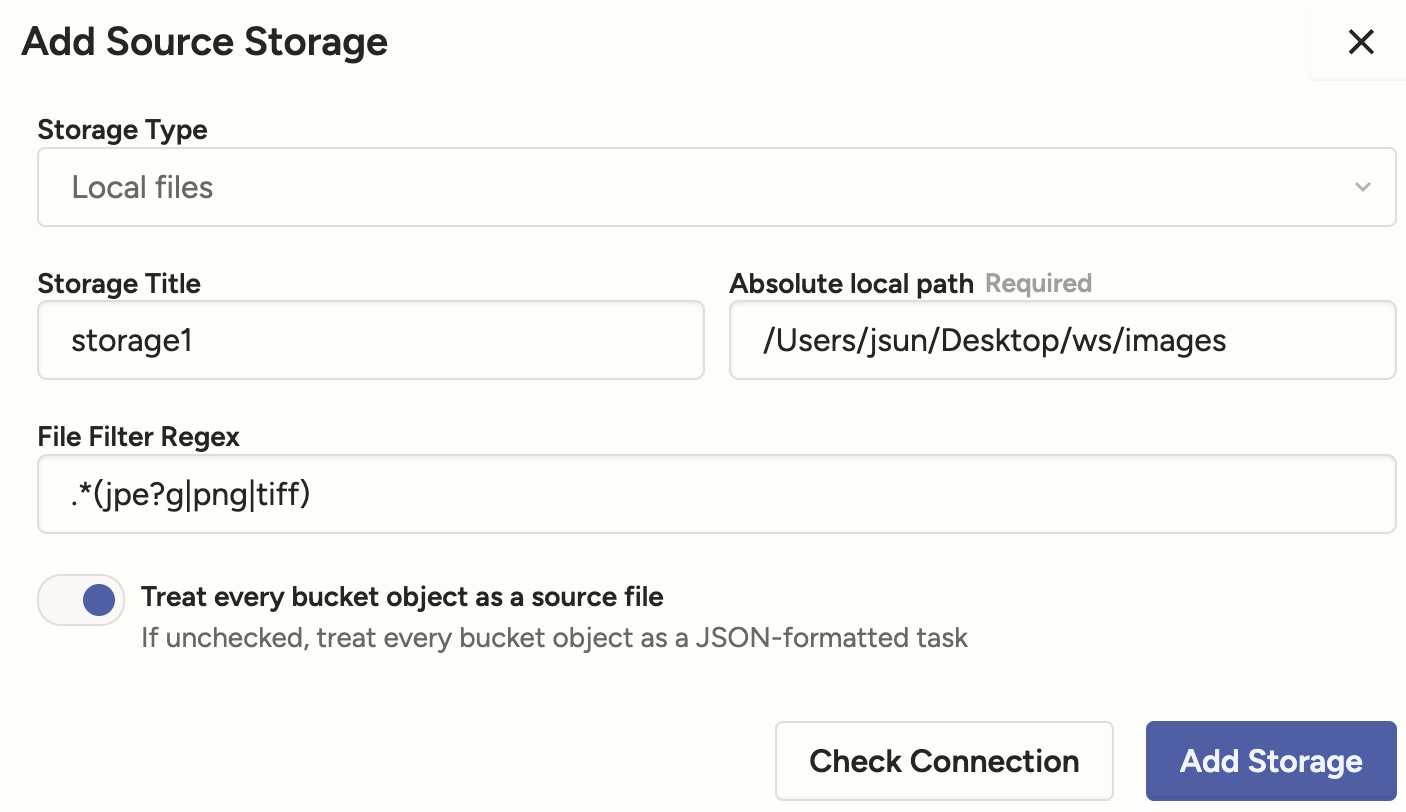 Add Source Storage
Storage Type
Local files
Storage Title
Absolute local path Required
storage1
/Users/jsun/Desktop/ws/images
File Filter Regex
.*(jpe?g|png|tiff)
Treat every bucket object as a source file
If unchecked, treat every bucket object as a JSON-formatted task
Check Connection
Add Storage